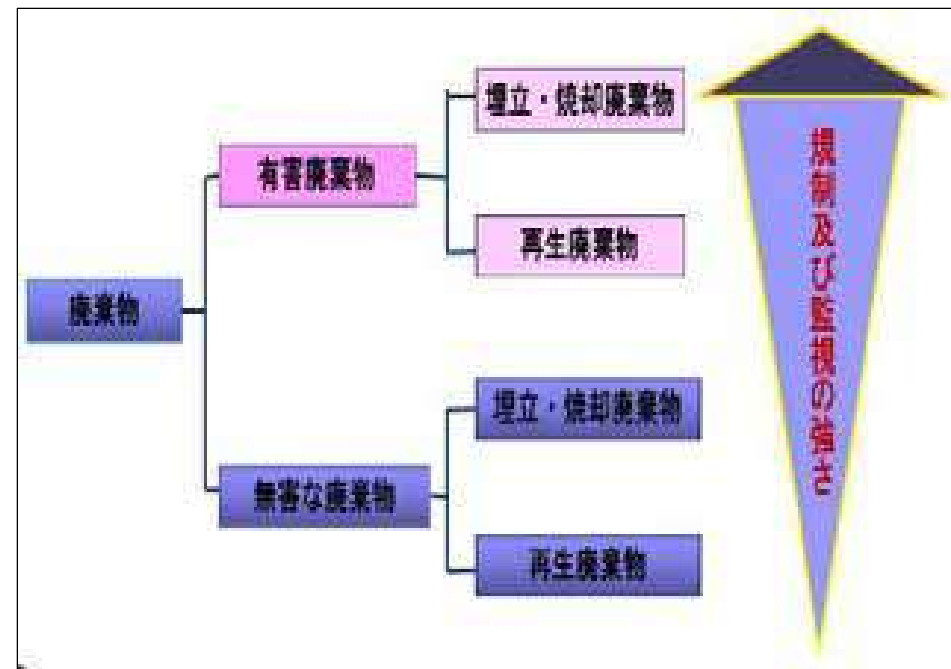 埋立・焼却廃棄物
有害廃棄物
再生廃棄物
廃棄物
埋立・焼却廃棄物
無害な廃棄物
再生廃棄物
規制及び監視の強さ